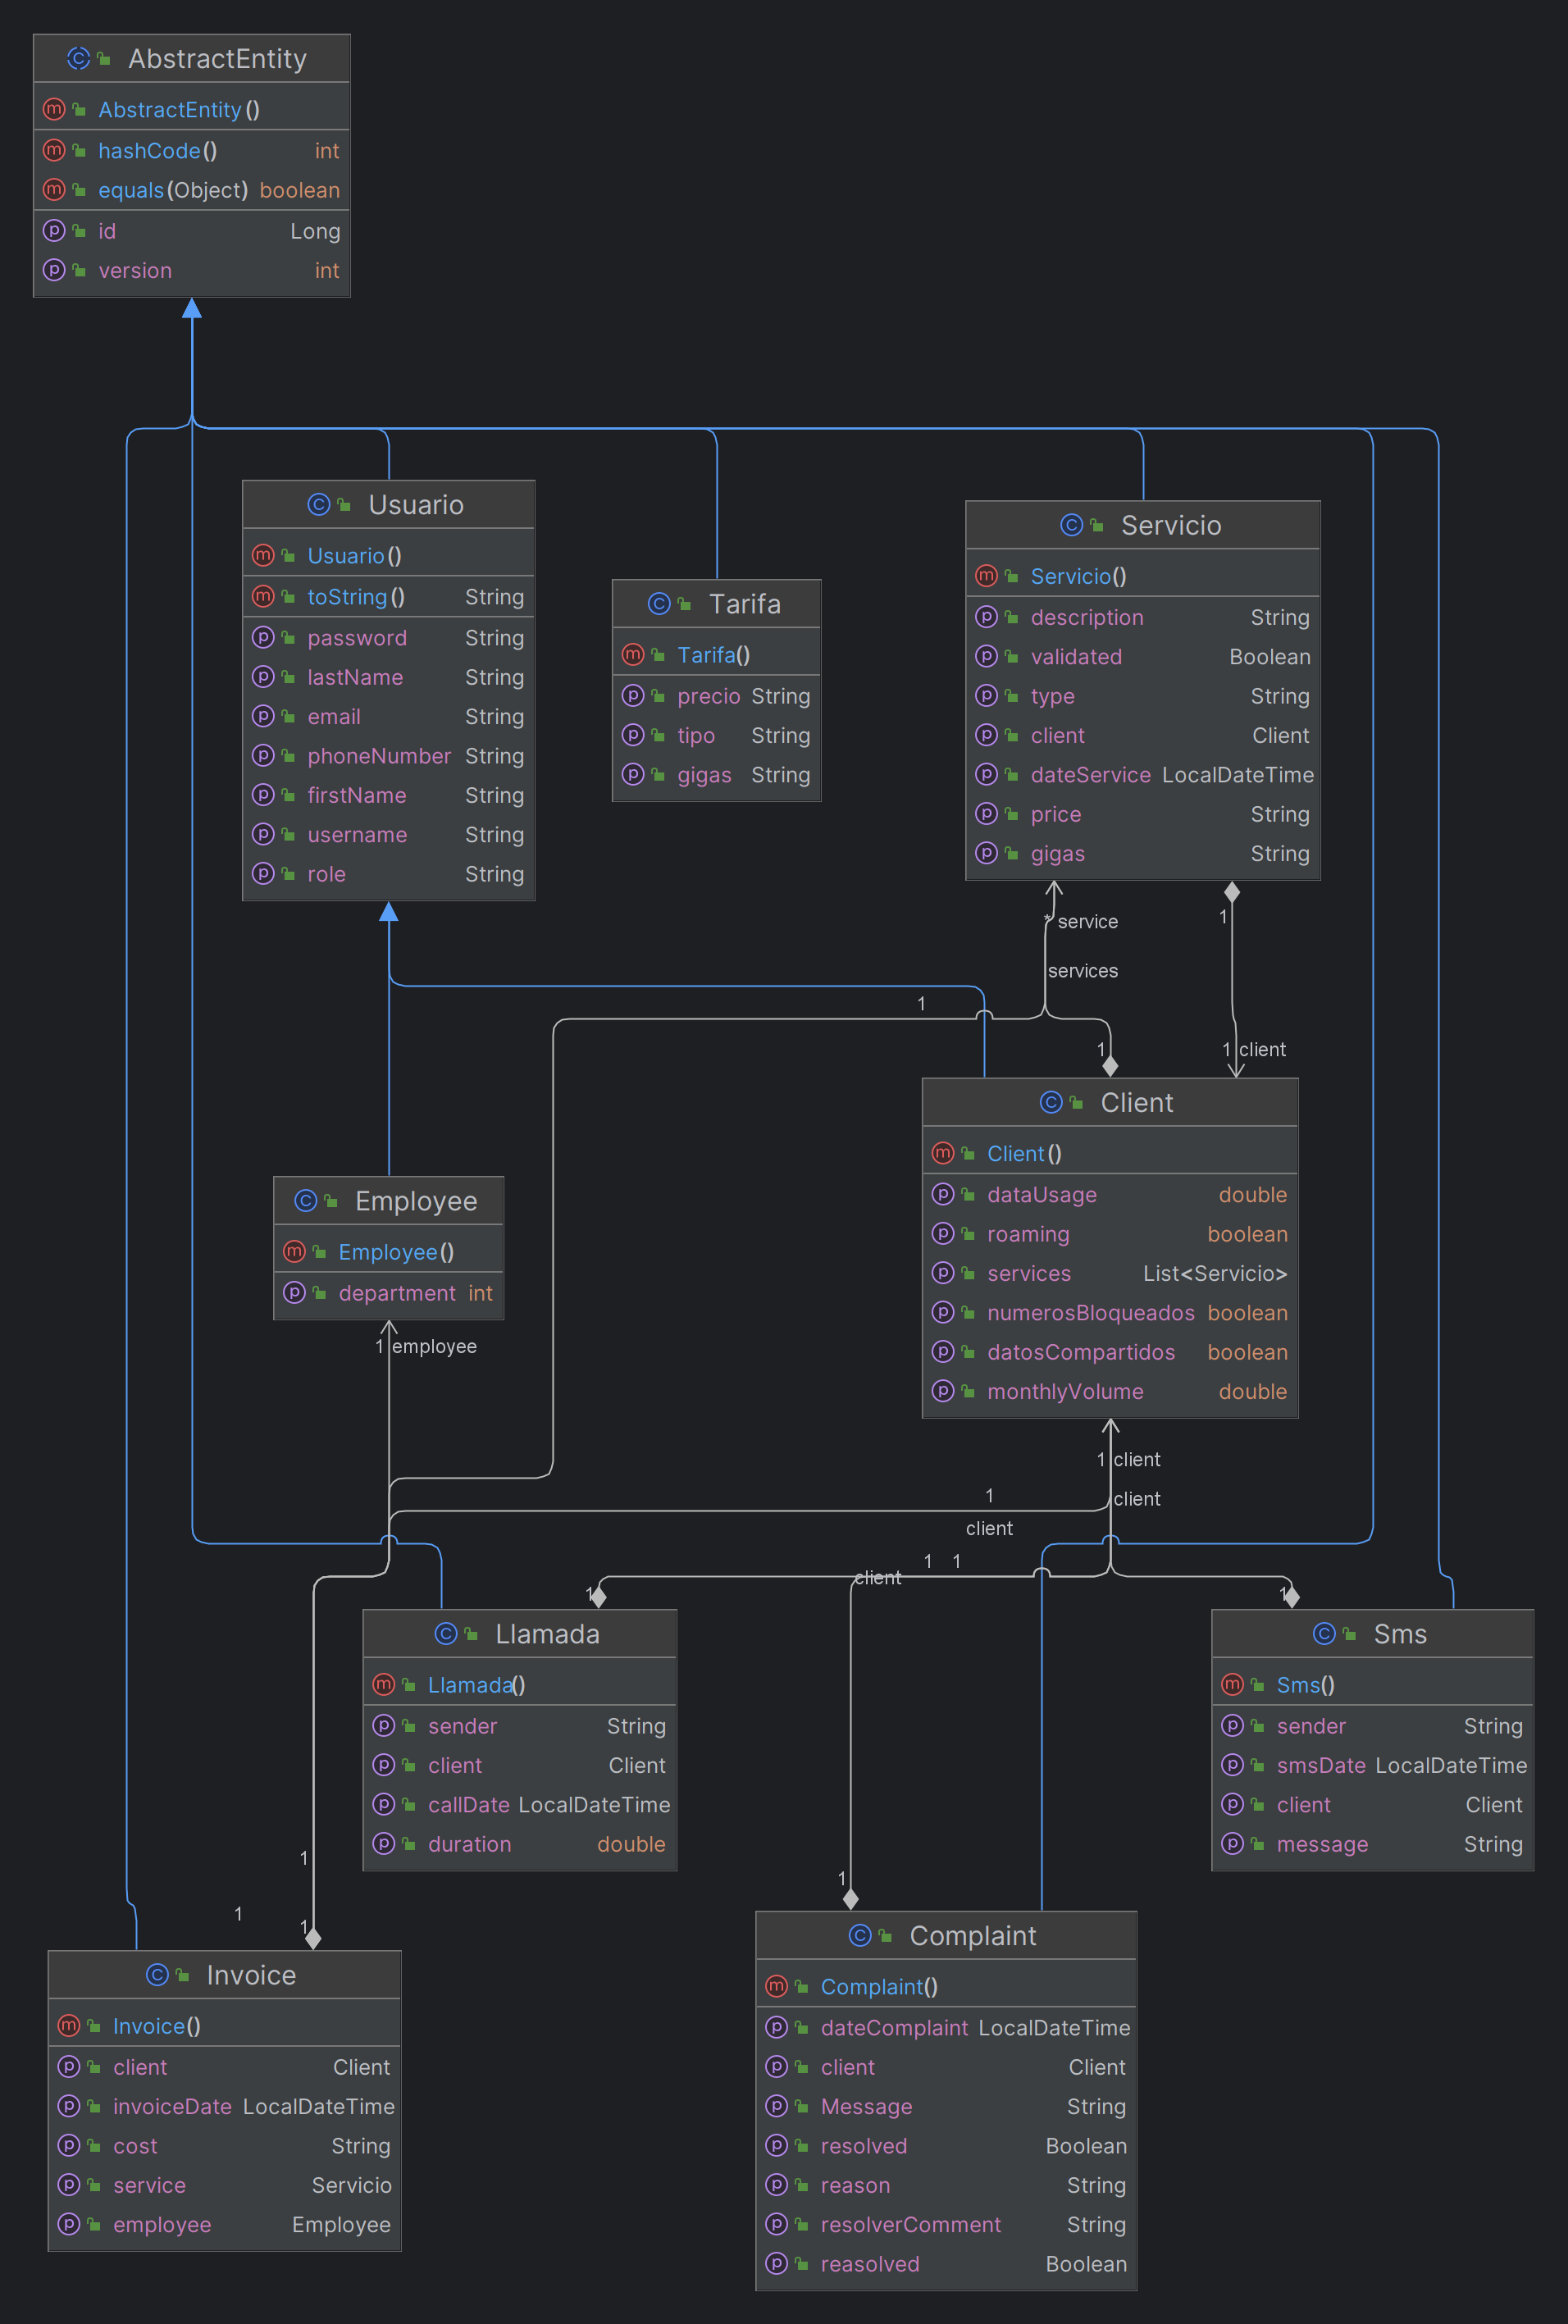 AbstractEntity
AbstractEntity()
hashCode() int
equals(Object) boolean
id Long
version int
Usuario
Usuario()
toString() String
password String
lastName String
email String
phoneNumber String
firstName String
username String
role String
Tarifa
Tarifa()
precio String
tipo String
gigas String
Servicio
Servicio()
description String
validated Boolean
type String
client Client
dateService LocalDateTime
price String
gigas String
* service
1
services
1
1
1 client
Client
Client()
dataUsage double
roaming boolean
services List<Servicio>
numerosBloqueados boolean
datosCompartidos boolean
monthlyVolume double
Employee
Employee()
department int
1 employee
1 client
1
client
client
1 1
client
1
1
Llamada
Llamada()
sender String
client Client
callDate LocalDateTime
duration double
Sms
Sms()
sender String
smsDate LocalDateTime
client Client
message String
1
1
1
1
Invoice
Invoice()
client Client
invoiceDate LocalDateTime
cost String
service Servicio
employee Employee
Complaint
Complaint()
dateComplaint LocalDateTime
client Client
Message String
resolved Boolean
reason String
resolverComment String
reasolved Boolean